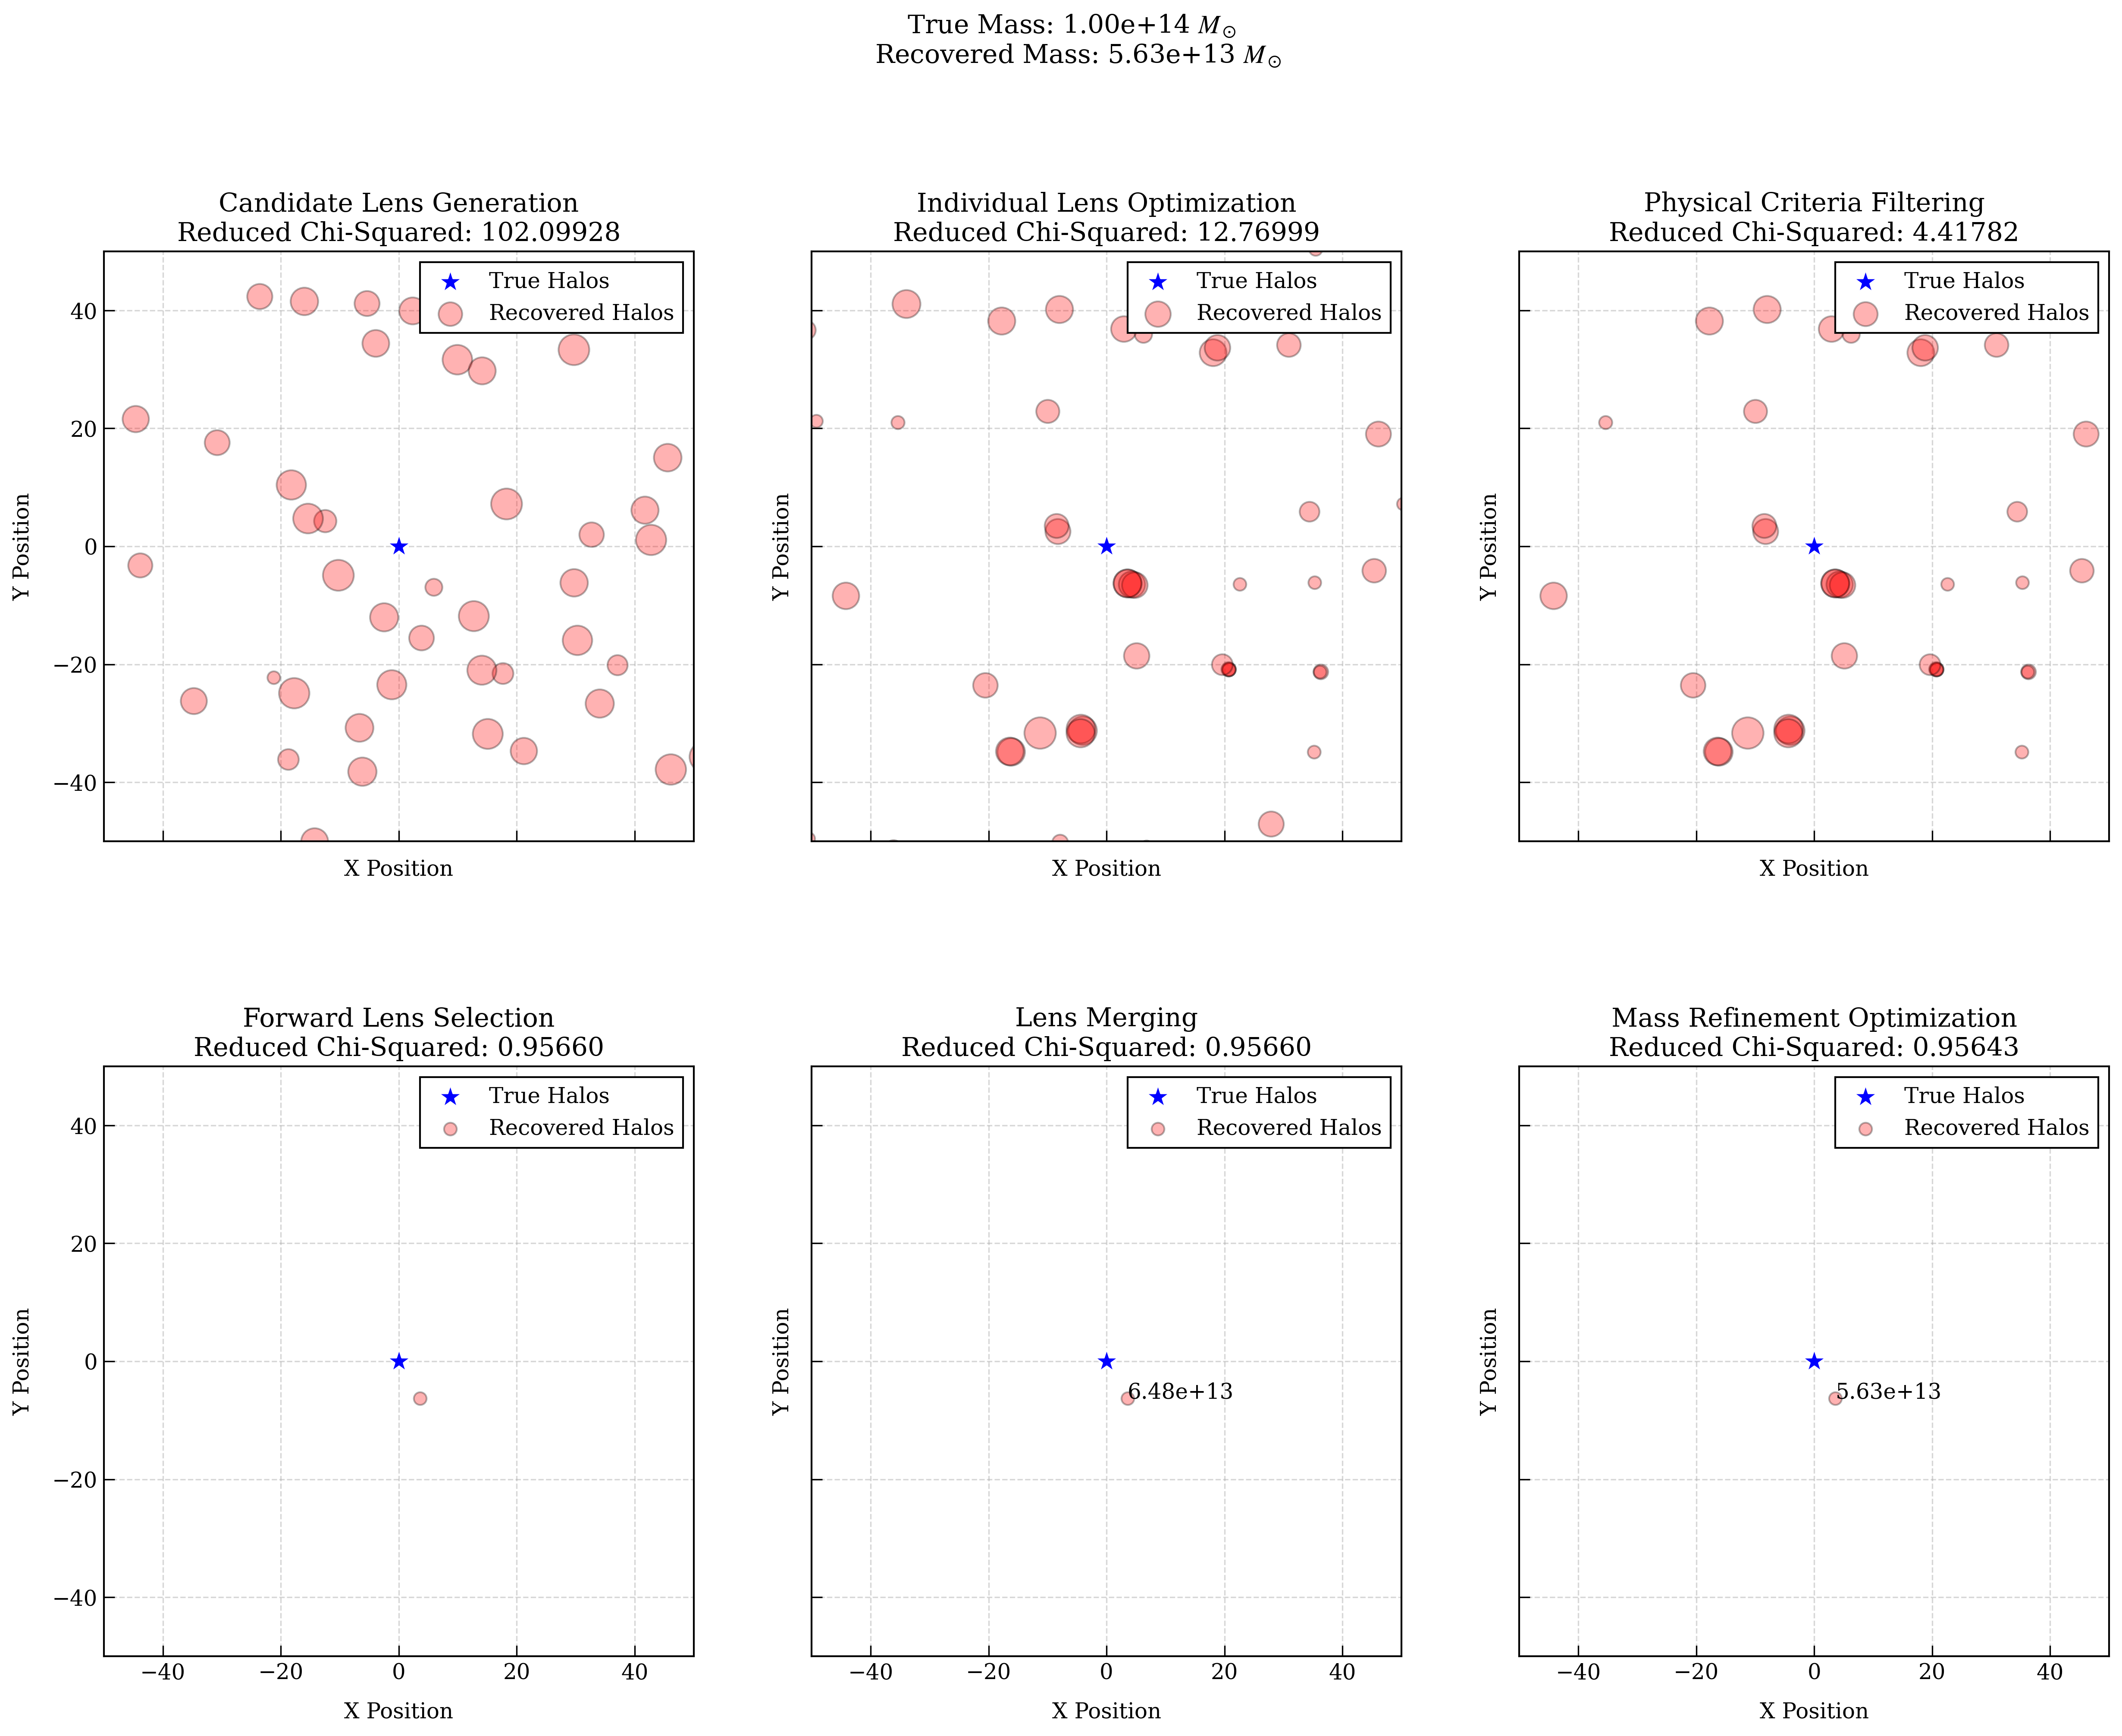 True Mass: 1.00e+14 M⊙
Recovered Mass: 5.63e+13 M⊙
Candidate Lens Generation
Reduced Chi-Squared: 102.09928
True Halos
Recovered Halos
40
20
0
−20
−40
Y Position
X Position
Individual Lens Optimization
Reduced Chi-Squared: 12.76999
True Halos
Recovered Halos
Y Position
X Position
Physical Criteria Filtering
Reduced Chi-Squared: 4.41782
True Halos
Recovered Halos
Y Position
X Position
Forward Lens Selection
Reduced Chi-Squared: 0.95660
True Halos
Recovered Halos
40
20
0
−20
−40
Y Position
−40 −20 0 20 40
X Position
Lens Merging
Reduced Chi-Squared: 0.95660
True Halos
Recovered Halos
6.48e+13
Y Position
−40 −20 0 20 40
X Position
Mass Refinement Optimization
Reduced Chi-Squared: 0.95643
True Halos
Recovered Halos
5.63e+13
Y Position
−40 −20 0 20 40
X Position